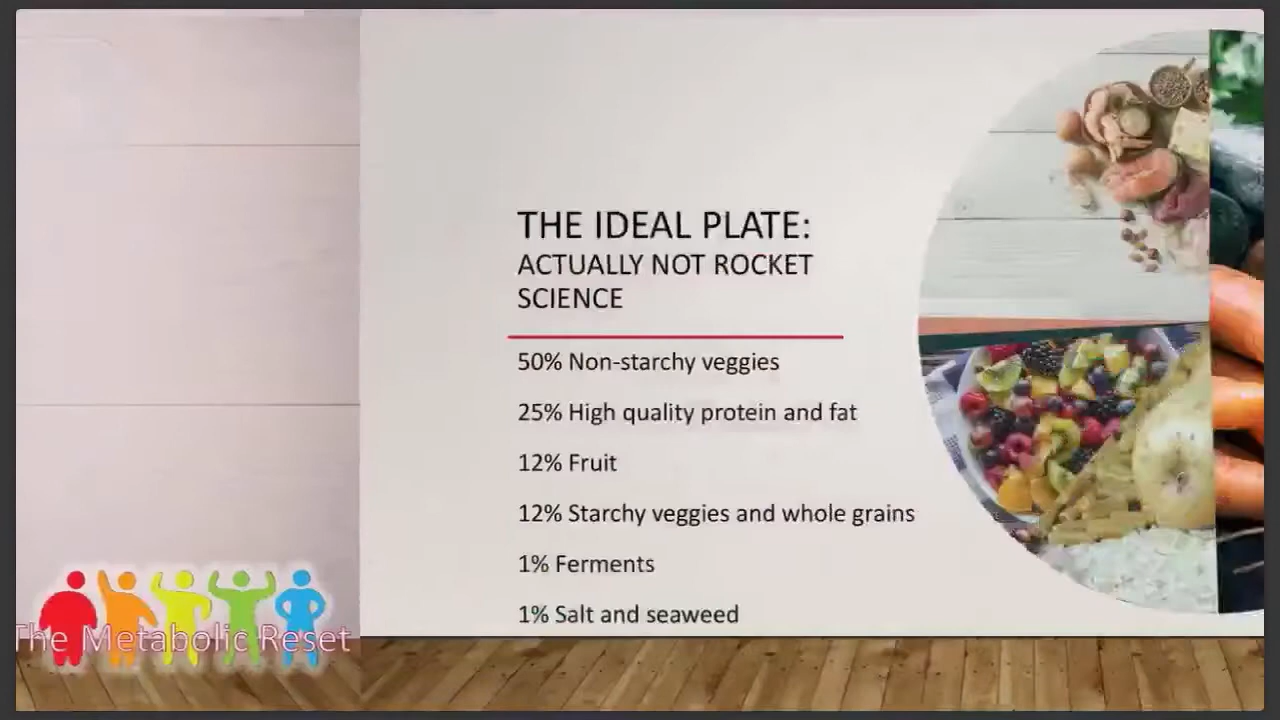 THE IDEAL PLATE:
ACTUALLY NOT ROCKET
SCIENCE
50% Non-starchy veggies
25% High quality protein and fat
12% Fruit
12% Starchy veggies and whole grains
1% Ferments
1% Salt and seaweed
The Metabolic Reset